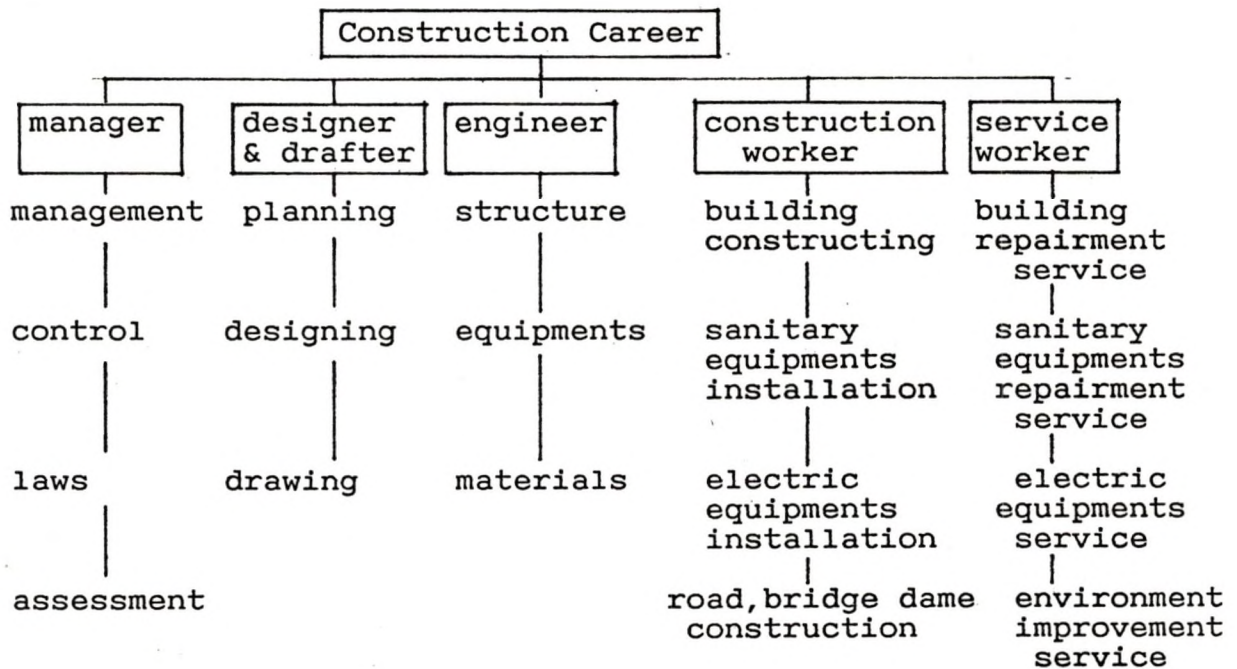 Construction Career
manager
designer
& drafter
engineer
construction
worker
service
worker
management
control
laws
assessment
planning
designing
drawing
structure
equipments
materials
building
constructing
sanitary
equipments
installation
electric
equipments
installation
road,bridge dame
construction
building
repairment
service
sanitary
equipments
repairment
service
electric
equipments
service
environment
improvement
service